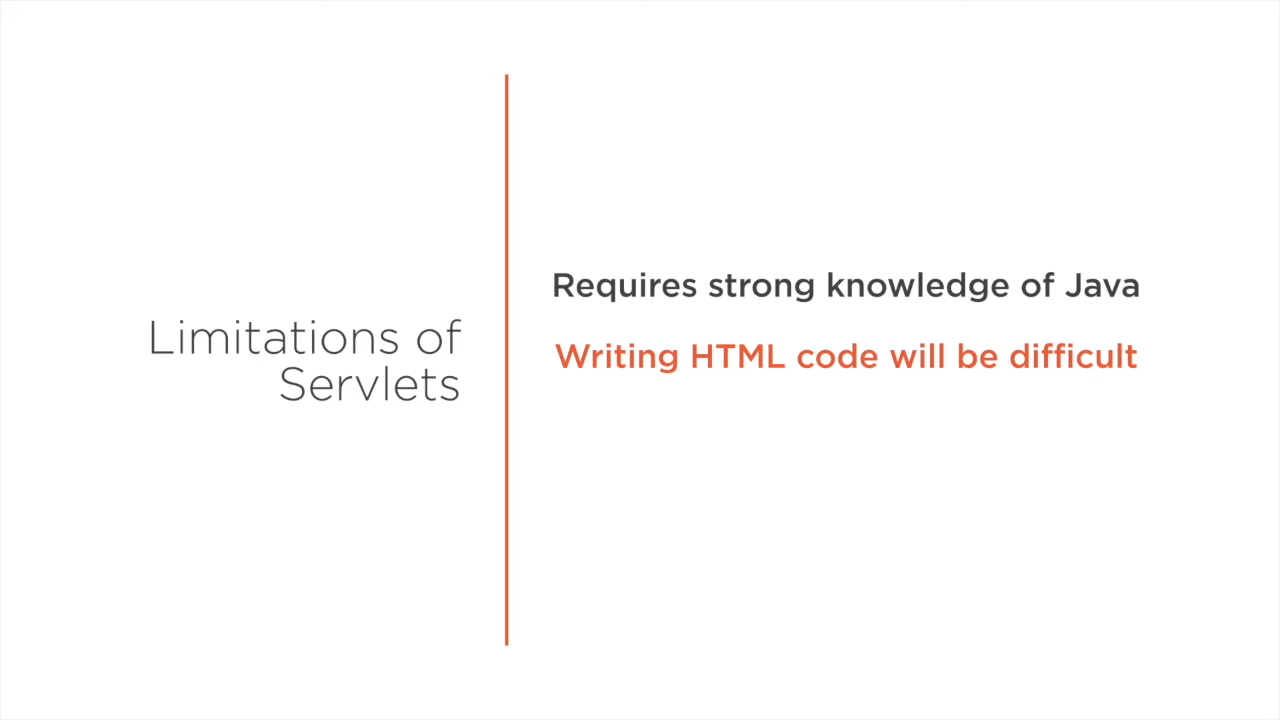 Limitations of
Servlets
Requires strong knowledge of Java
Writing HTML code will be difficult